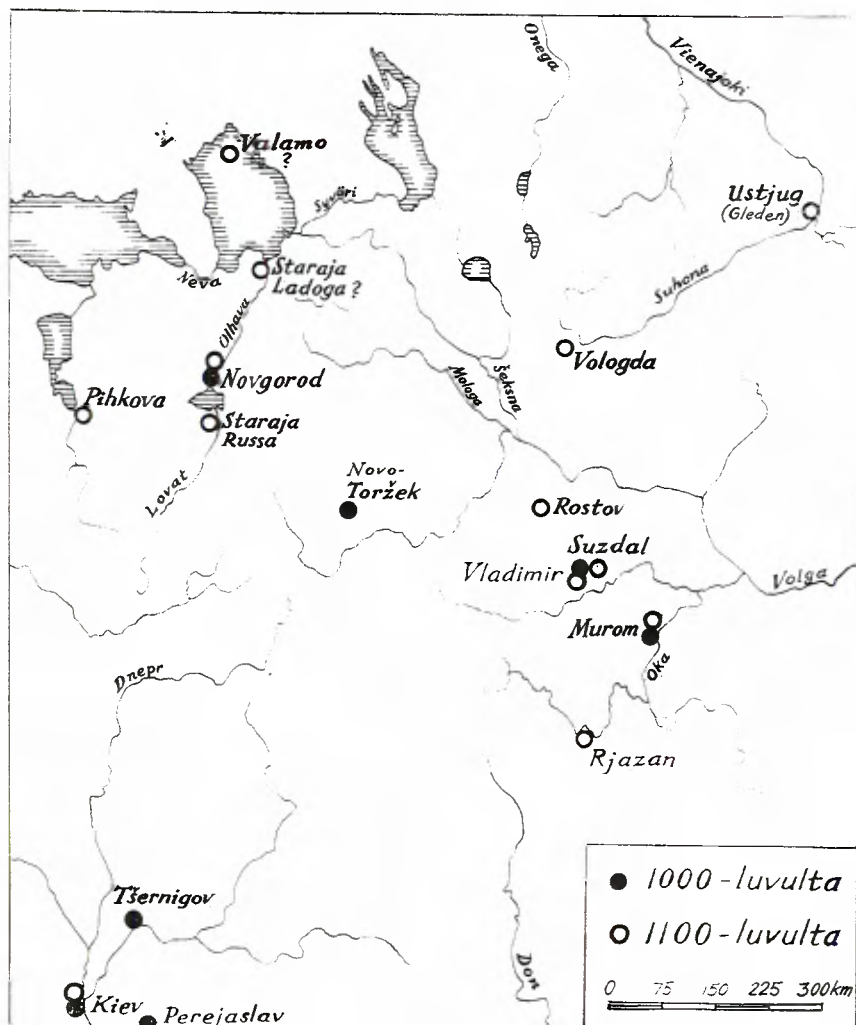 Onega
Vienajoki
Valamo
?
Syväri
Ustjug
(Gleden)
Staraja
Ladoga ?
Neva
Suhona
Olhava
Vologda
Novgorod
Mologa
Šeksna
Pihkova
Staraja
Russa
Lovat
Novo-
Toržek
Rostov
Suzdal
Vladimir
Volga
Murom
Oka
Dnepr
Rjazan
Tšernigov
Don
Kiev
Perejaslav
1000-luvulta
1100-luvulta
0 75 150 225 300km